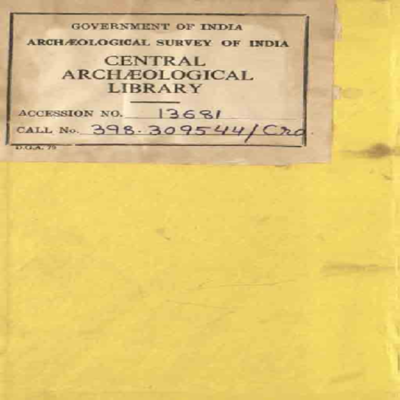 GOVERNMENT OF INDIA
ARCHÆOLOGICAL SURVEY OF INDIA
CENTRAL
ARCHÆOLOGICAL
LIBRARY
ACCESSION NO. 13681
CALL No. 398.309544/Cro
D.G.A. 79